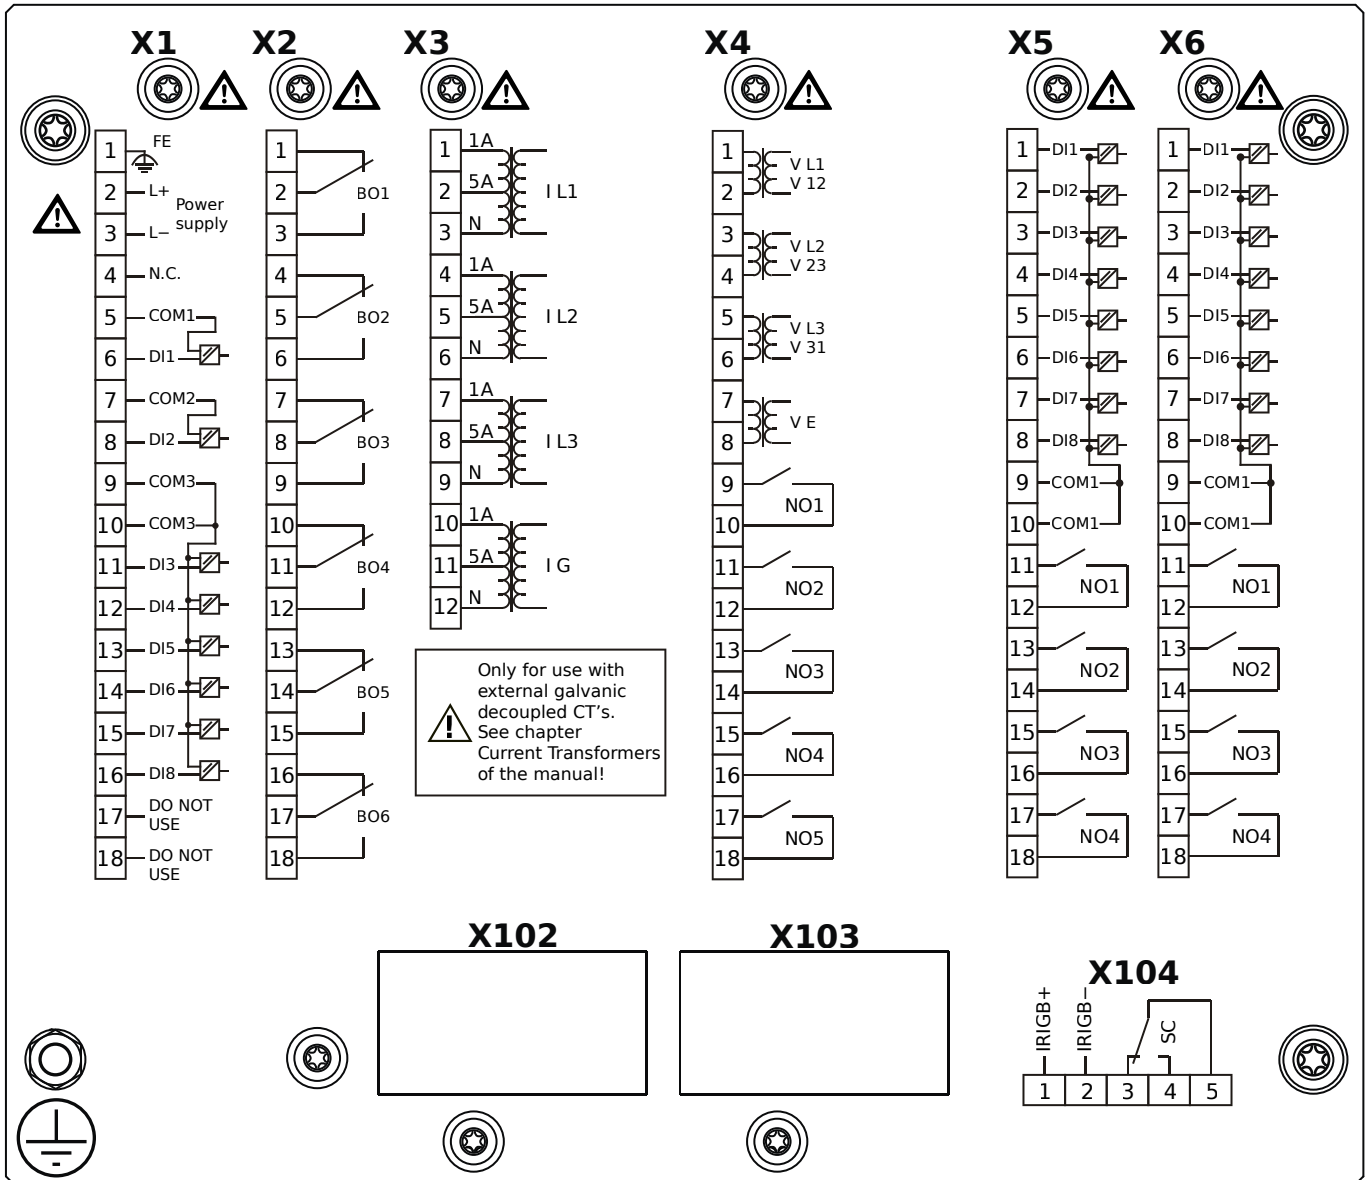 X1
X2
X3
X4
X5
X6
1 FE
2 L+
Power
supply
3 L−
4 N.C.
5 COM1
6 DI1
7 COM2
8 DI2
9 COM3
10 COM3
11 DI3
12 DI4
13 DI5
14 DI6
15 DI7
16 DI8
17 DO NOT
USE
18 DO NOT
USE
1
2 BO1
3
4
5 BO2
6
7
8 BO3
9
10
11 BO4
12
13
14 BO5
15
16
17 BO6
18
1 1A
2 5A I L1
3 N
4 1A
5 5A I L2
6 N
7 1A
8 5A I L3
9 N
10 1A
11 5A I G
12 N
Only for use with
external galvanic
decoupled CT's.
See chapter
Current Transformers
of the manual!
1 V L1
2 V 12
3 V L2
4 V 23
5 V L3
6 V 31
7 V E
8
9
NO1
10
11
NO2
12
13
NO3
14
15
NO4
16
17
NO5
18
1 DI1
2 DI2
3 DI3
4 DI4
5 DI5
6 DI6
7 DI7
8 DI8
9 COM1
10 COM1
11
NO1
12
13
NO2
14
15
NO3
16
17
NO4
18
1 DI1
2 DI2
3 DI3
4 DI4
5 DI5
6 DI6
7 DI7
8 DI8
9 COM1
10 COM1
11
NO1
12
13
NO2
14
15
NO3
16
17
NO4
18
X102
X103
X104
IRIGB+
IRIGB−
SC
1 2 3 4 5